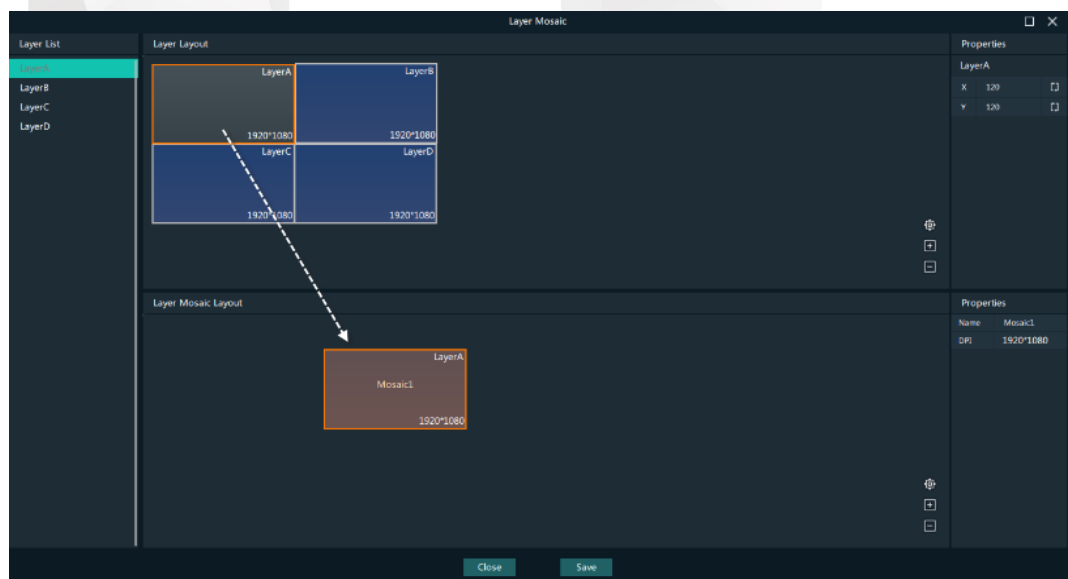 Layer Mosaic
Layer List
LayerA
LayerB
LayerC
LayerD
Layer Layout
LayerA
1920*1080
LayerB
1920*1080
LayerC
1920*1080
LayerD
1920*1080
Properties
LayerA
X 120
Y 120
Layer Mosaic Layout
LayerA
Mosaic1
1920*1080
Properties
Name Mosaic1
DPI 1920*1080
Close Save